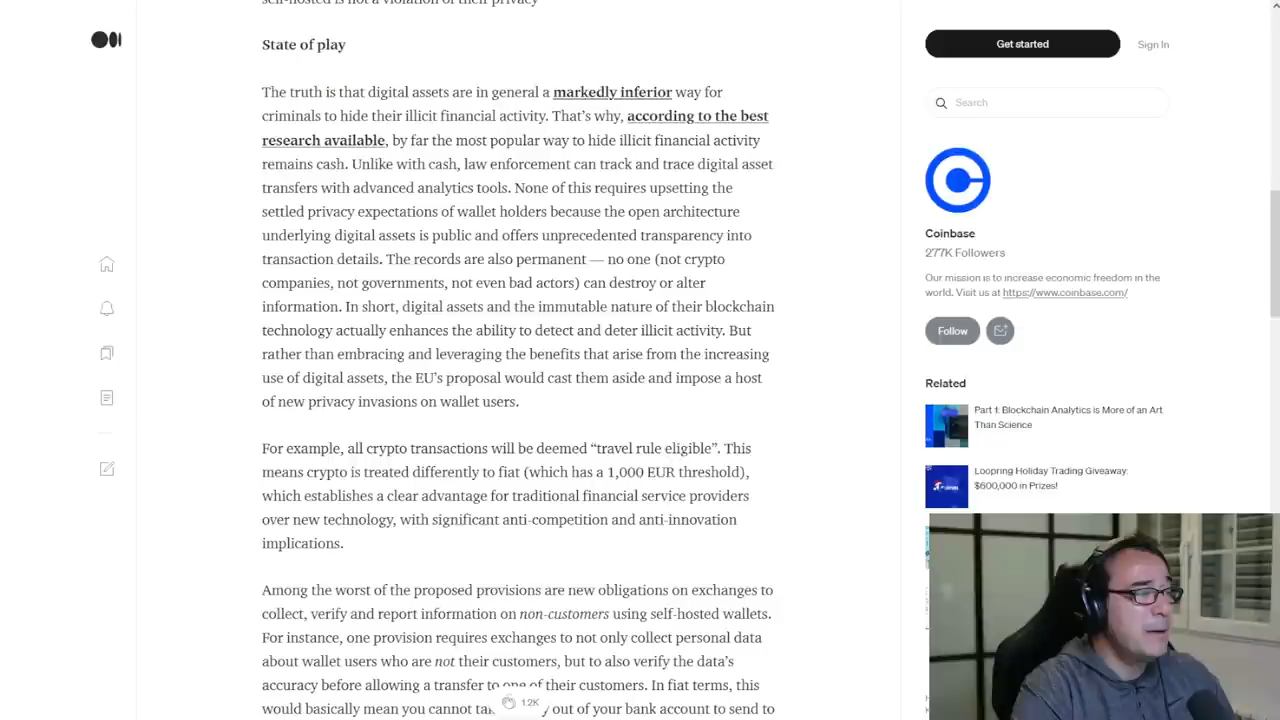 self-hosted is not a violation of their privacy
State of play
The truth is that digital assets are in general a markedly inferior way for
criminals to hide their illicit financial activity. That's why, according to the best
research available, by far the most popular way to hide illicit financial activity
remains cash. Unlike with cash, law enforcement can track and trace digital asset
transfers with advanced analytics tools. None of this requires upsetting the
settled privacy expectations of wallet holders because the open architecture
underlying digital assets is public and offers unprecedented transparency into
transaction details. The records are also permanent — no one (not crypto
companies, not governments, not even bad actors) can destroy or alter
information. In short, digital assets and the immutable nature of their blockchain
technology actually enhances the ability to detect and deter illicit activity. But
rather than embracing and leveraging the benefits that arise from the increasing
use of digital assets, the EU's proposal would cast them aside and impose a host
of new privacy invasions on wallet users.
For example, all crypto transactions will be deemed “travel rule eligible”. This
means crypto is treated differently to fiat (which has a 1,000 EUR threshold),
which establishes a clear advantage for traditional financial service providers
over new technology, with significant anti-competition and anti-innovation
implications.
Among the worst of the proposed provisions are new obligations on exchanges to
collect, verify and report information on non-customers using self-hosted wallets.
For instance, one provision requires exchanges to not only collect personal data
about wallet users who are not their customers, but to also verify the data's
accuracy before allowing a transfer to one of their customers. In fiat terms, this
would basically mean you cannot out of your bank account to send to
1.2K
Get started
Sign In
Search
Coinbase
277K Followers
Our mission is to increase economic freedom in the
world. Visit us at https://www.coinbase.com/
Follow
Related
Part 1: Blockchain Analytics is More of an Art
Than Science
Loopring Holiday Trading Giveaway:
$600,000 in Prizes!